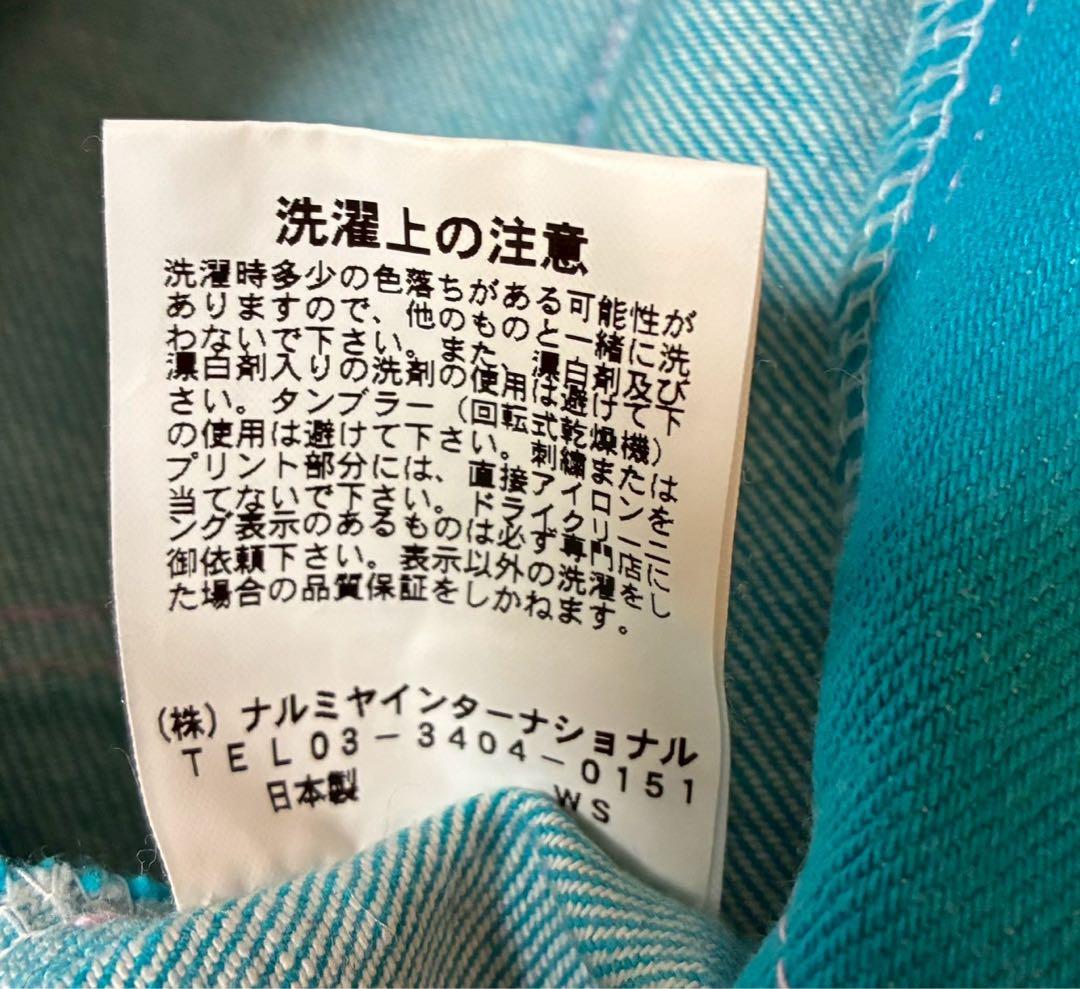 洗濯上の注意
洗濯時多少の色落ちがある可能性が
ありますので、他のものと一緒に洗
わないで下さい。また、漂白剤及び
漂白剤入りの洗剤の使用は避けて下
さい。タンブラー（回転式乾燥機）
の使用は避けて下さい。刺繍または
プリント部分には、直接アイロンを
当てないで下さい。ドライクリーニ
ング表示のあるものは必ず専門店に
御依頼下さい。表示以外の洗濯をし
た場合の品質保証をしかねます。
（株）ナルミヤインターナショナル
ＴＥＬ０３－３４０４－０１５１
日本製　ＷＳ